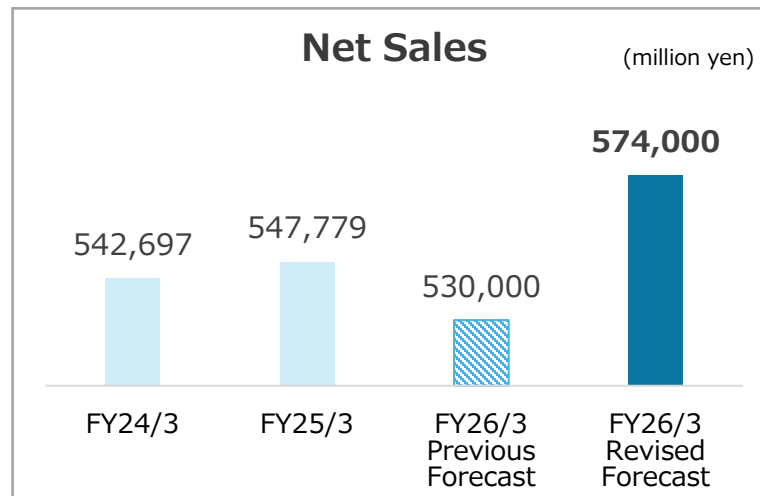 Net Sales
(million yen)
574,000
542,697
547,779
530,000
FY24/3
FY25/3
FY26/3
Previous
Forecast
FY26/3
Revised
Forecast